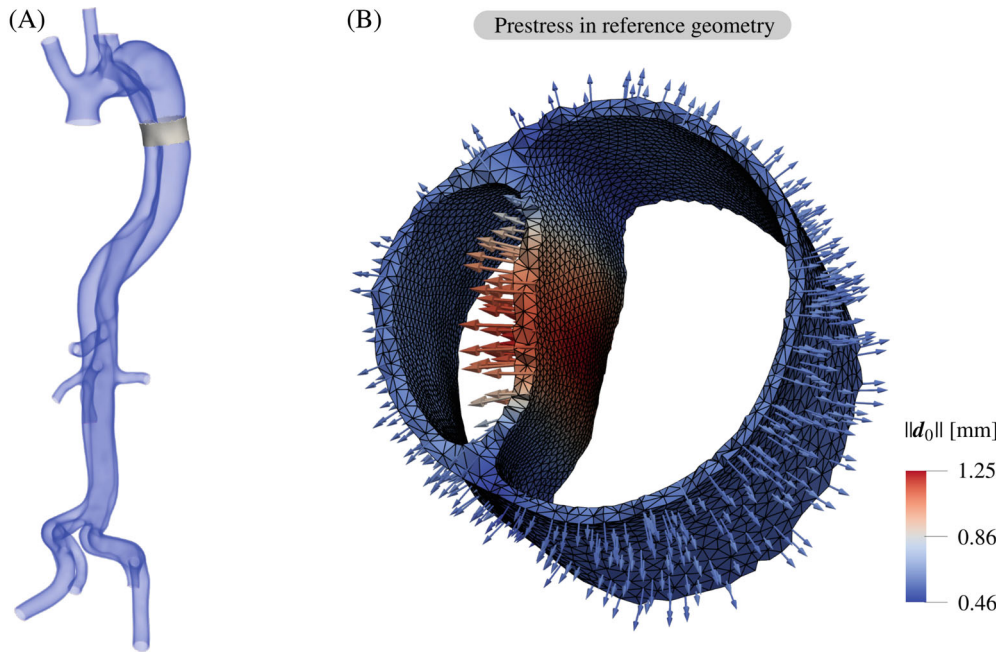 (A)
(B)
Prestress in reference geometry
||d₀|| [mm]
1.25
0.86
0.46